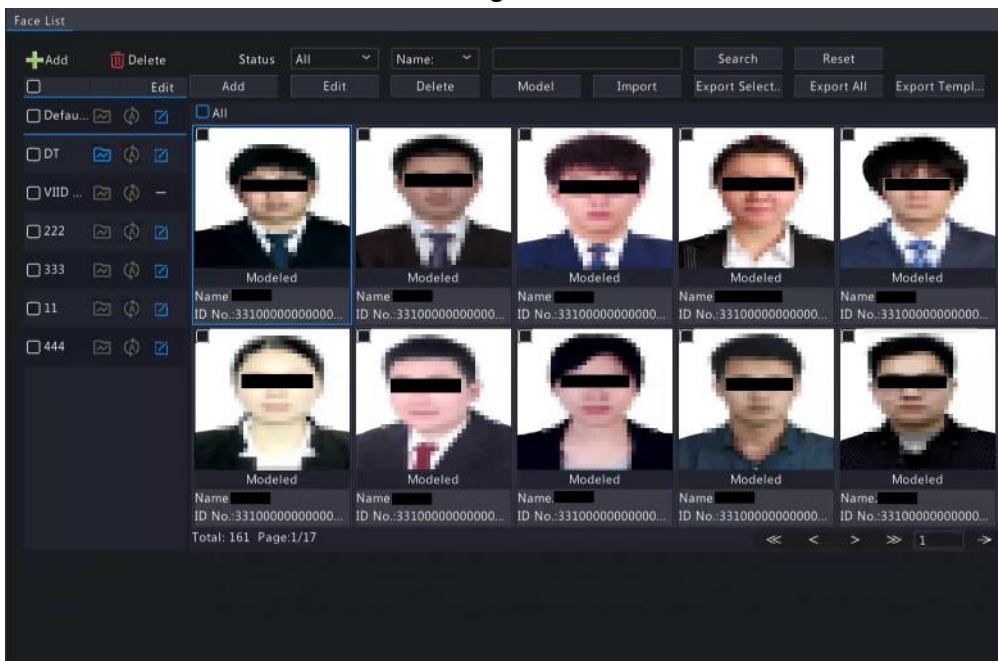 Face List
Add Delete Status All Name: Search Reset
Edit Add Edit Delete Model Import Export Select.. Export All Export Templ...
Defau... All
DT
VIID ...
222
333
11
444
Modeled Modeled Modeled Modeled Modeled
Name Name Name Name Name
ID No.:33100000000000... ID No.:33100000000000... ID No.:33100000000000... ID No.:33100000000000... ID No.:33100000000000...
Modeled Modeled Modeled Modeled Modeled
Name Name Name. Name Name.
ID No.:33100000000000... ID No.:33100000000000... ID No.:33100000000000... ID No.:33100000000000... ID No.:33100000000000...
Total: 161 Page:1/17 1